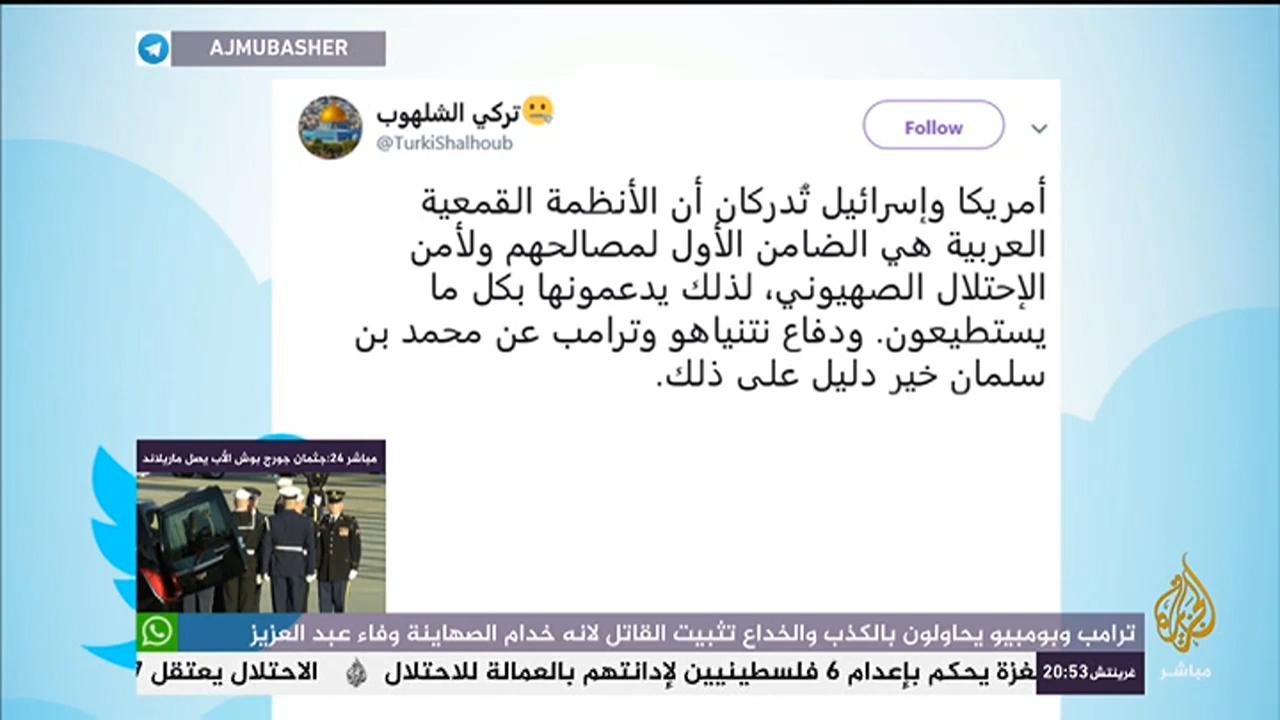 AJMUBASHER
تركي الشلهوب
@TurkiShalhoub
Follow
أمريكا وإسرائيل تُدركان أن الأنظمة القمعية
العربية هي الضامن الأول لمصالحهم ولأمن
الإحتلال الصهيوني، لذلك يدعمونها بكل ما
يستطيعون. ودفاع نتنياهو وترامب عن محمد بن
سلمان خير دليل على ذلك.
مباشر 24:جثمان جورج بوش الأب يصل ماريلاند
ترامب وبومبيو يحاولون بالكذب والخداع تثبيت القاتل لانه خدام الصهاينة وفاء عبد العزيز
غرينتش 20:53
غزة يحكم بإعدام 6 فلسطينيين لإدانتهم بالعمالة للاحتلال
الاحتلال يعتقل 7
الجزيرة
مباشر